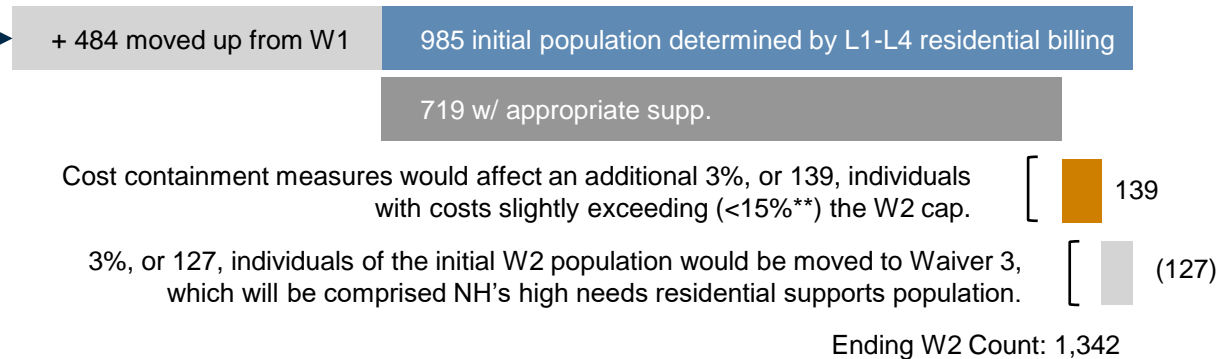 + 484 moved up from W1
985 initial population determined by L1-L4 residential billing
719 w/ appropriate supp.
Cost containment measures would affect an additional 3%, or 139, individuals
with costs slightly exceeding (<15%**) the W2 cap.
139
3%, or 127, individuals of the initial W2 population would be moved to Waiver 3,
which will be comprised NH's high needs residential supports population.
(127)
Ending W2 Count: 1,342